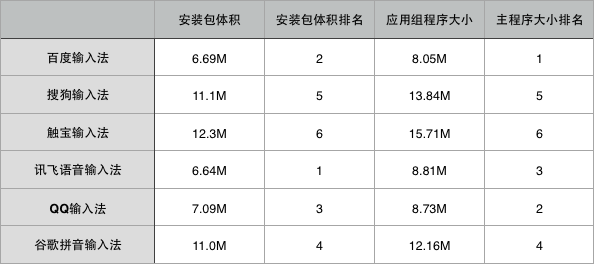 安装包体积 安装包体积排名 应用组程序大小 主程序大小排名
百度输入法 6.69M 2 8.05M 1
搜狗输入法 11.1M 5 13.84M 5
触宝输入法 12.3M 6 15.71M 6
讯飞语音输入法 6.64M 1 8.81M 3
QQ输入法 7.09M 3 8.73M 2
谷歌拼音输入法 11.0M 4 12.16M 4